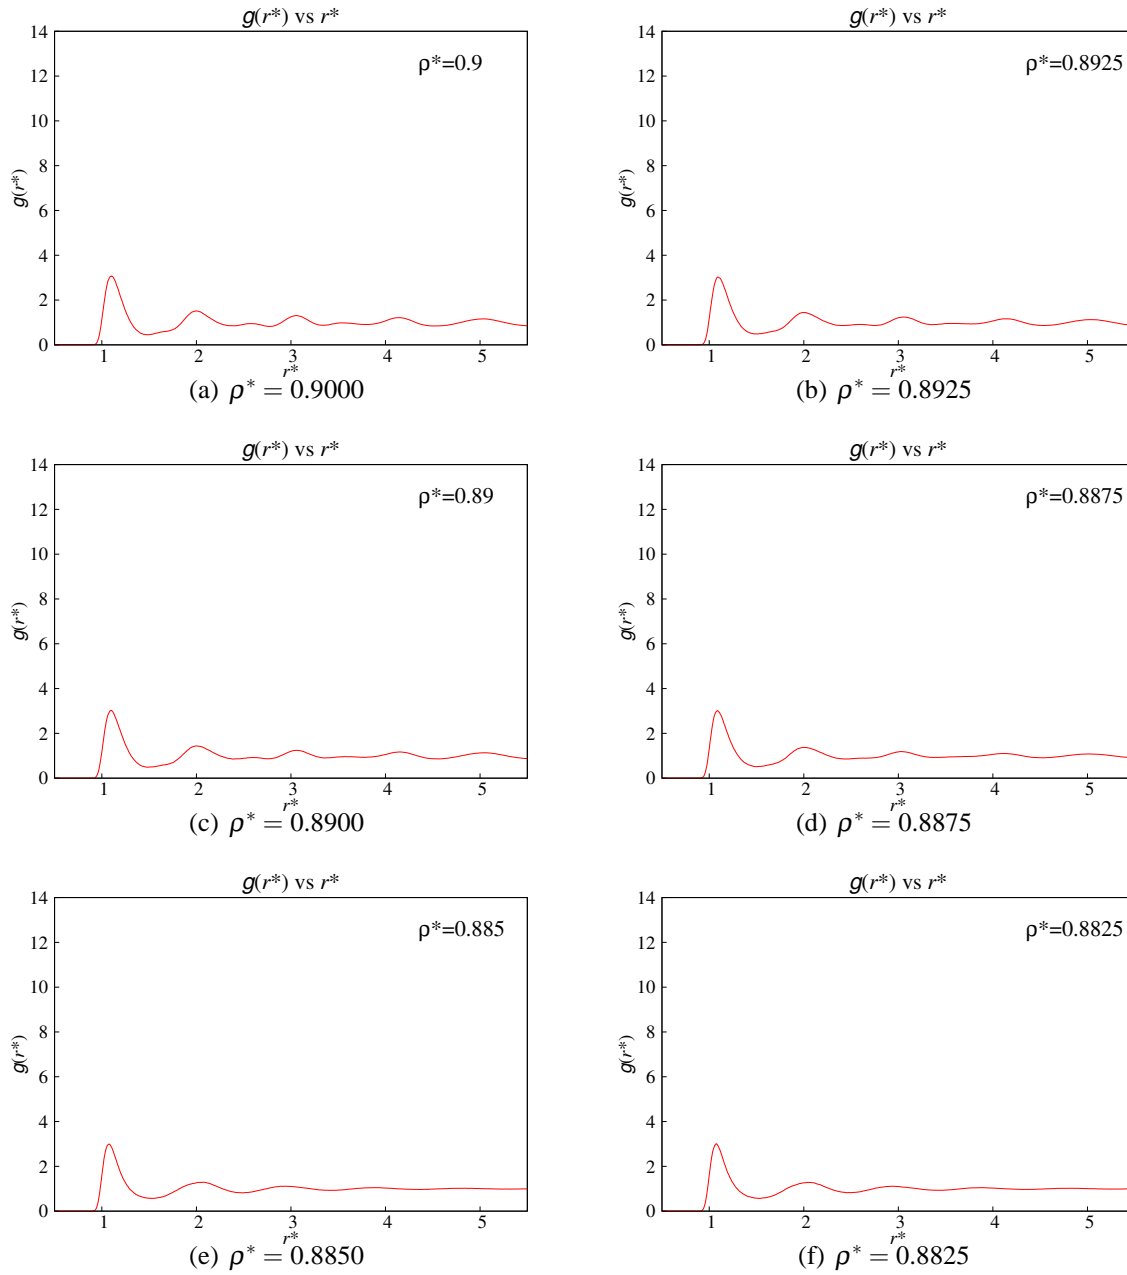 g(r*) vs r*
14
12
10
8
6
4
2
0
g(r*)
ρ*=0.9
1 2 3 4 5
r*
(a) ρ* = 0.9000
g(r*) vs r*
14
12
10
8
6
4
2
0
g(r*)
ρ*=0.8925
1 2 3 4 5
r*
(b) ρ* = 0.8925
g(r*) vs r*
14
12
10
8
6
4
2
0
g(r*)
ρ*=0.89
1 2 3 4 5
r*
(c) ρ* = 0.8900
g(r*) vs r*
14
12
10
8
6
4
2
0
g(r*)
ρ*=0.8875
1 2 3 4 5
r*
(d) ρ* = 0.8875
g(r*) vs r*
14
12
10
8
6
4
2
0
g(r*)
ρ*=0.885
1 2 3 4 5
r*
(e) ρ* = 0.8850
g(r*) vs r*
14
12
10
8
6
4
2
0
g(r*)
ρ*=0.8825
1 2 3 4 5
r*
(f) ρ* = 0.8825